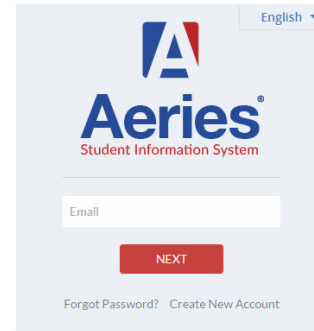 English
Aeries®
Student Information System
Email
NEXT
Forgot Password? Create New Account